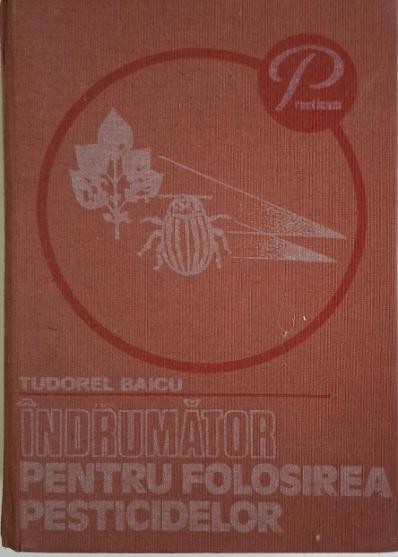 Practicum
TUDOREL BAICU
ÎNDRUMĂTOR
PENTRU FOLOSIREA
PESTICIDELOR